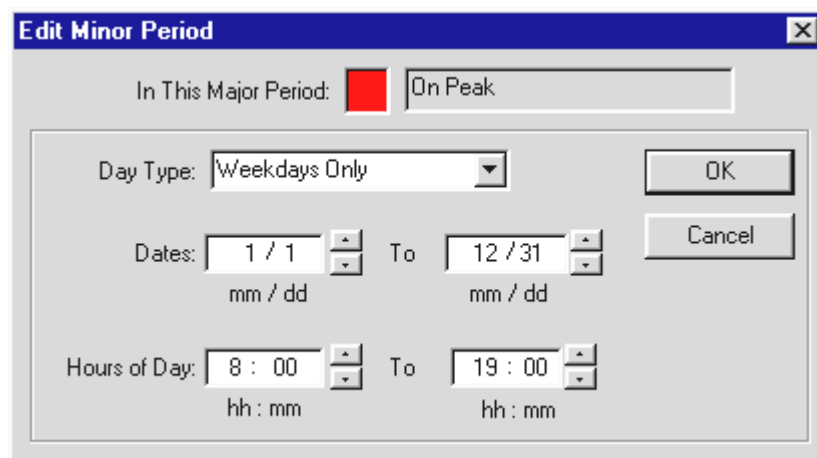 Edit Minor Period
In This Major Period: On Peak
Day Type: Weekdays Only OK
Cancel
Dates: 1 / 1 To 12 / 31
mm / dd mm / dd
Hours of Day: 8 : 00 To 19 : 00
hh : mm hh : mm